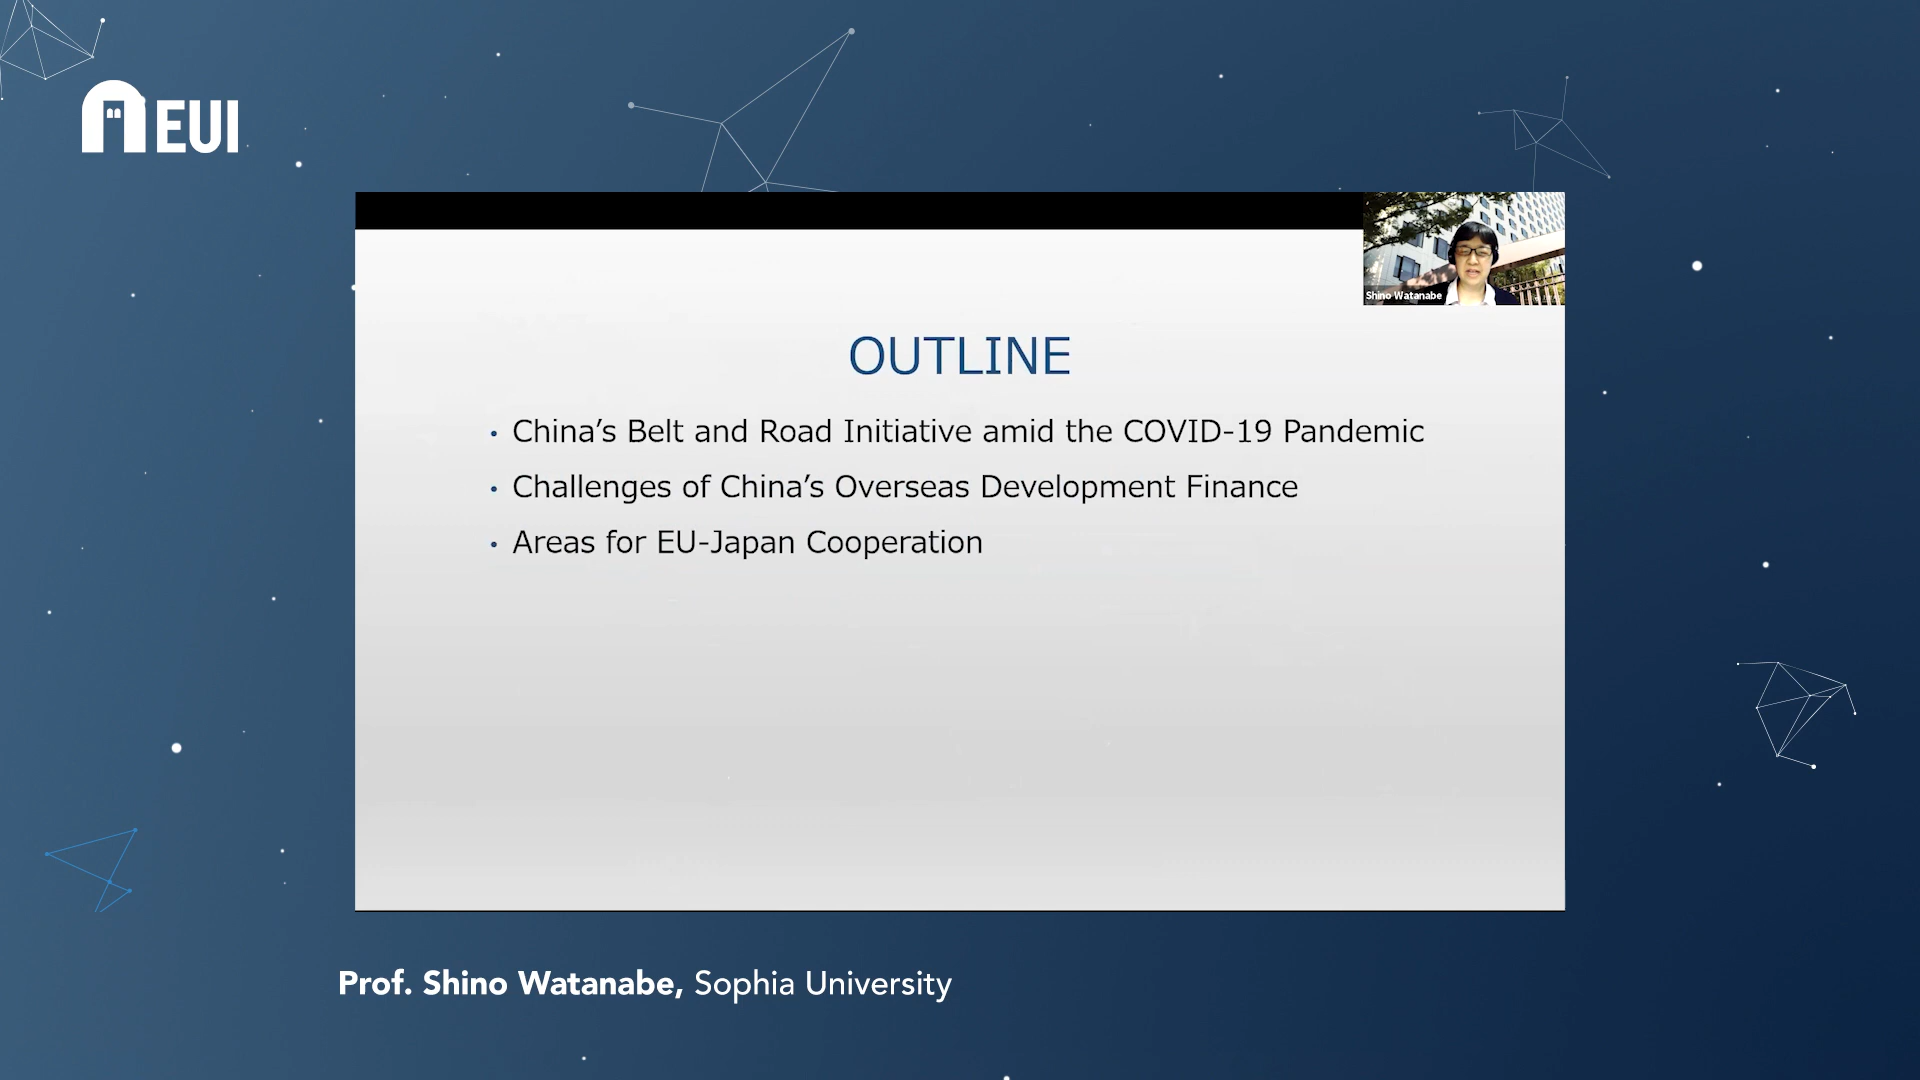 EUI
Shino Watanabe
OUTLINE
• China’s Belt and Road Initiative amid the COVID-19 Pandemic
• Challenges of China’s Overseas Development Finance
• Areas for EU-Japan Cooperation
Prof. Shino Watanabe, Sophia University